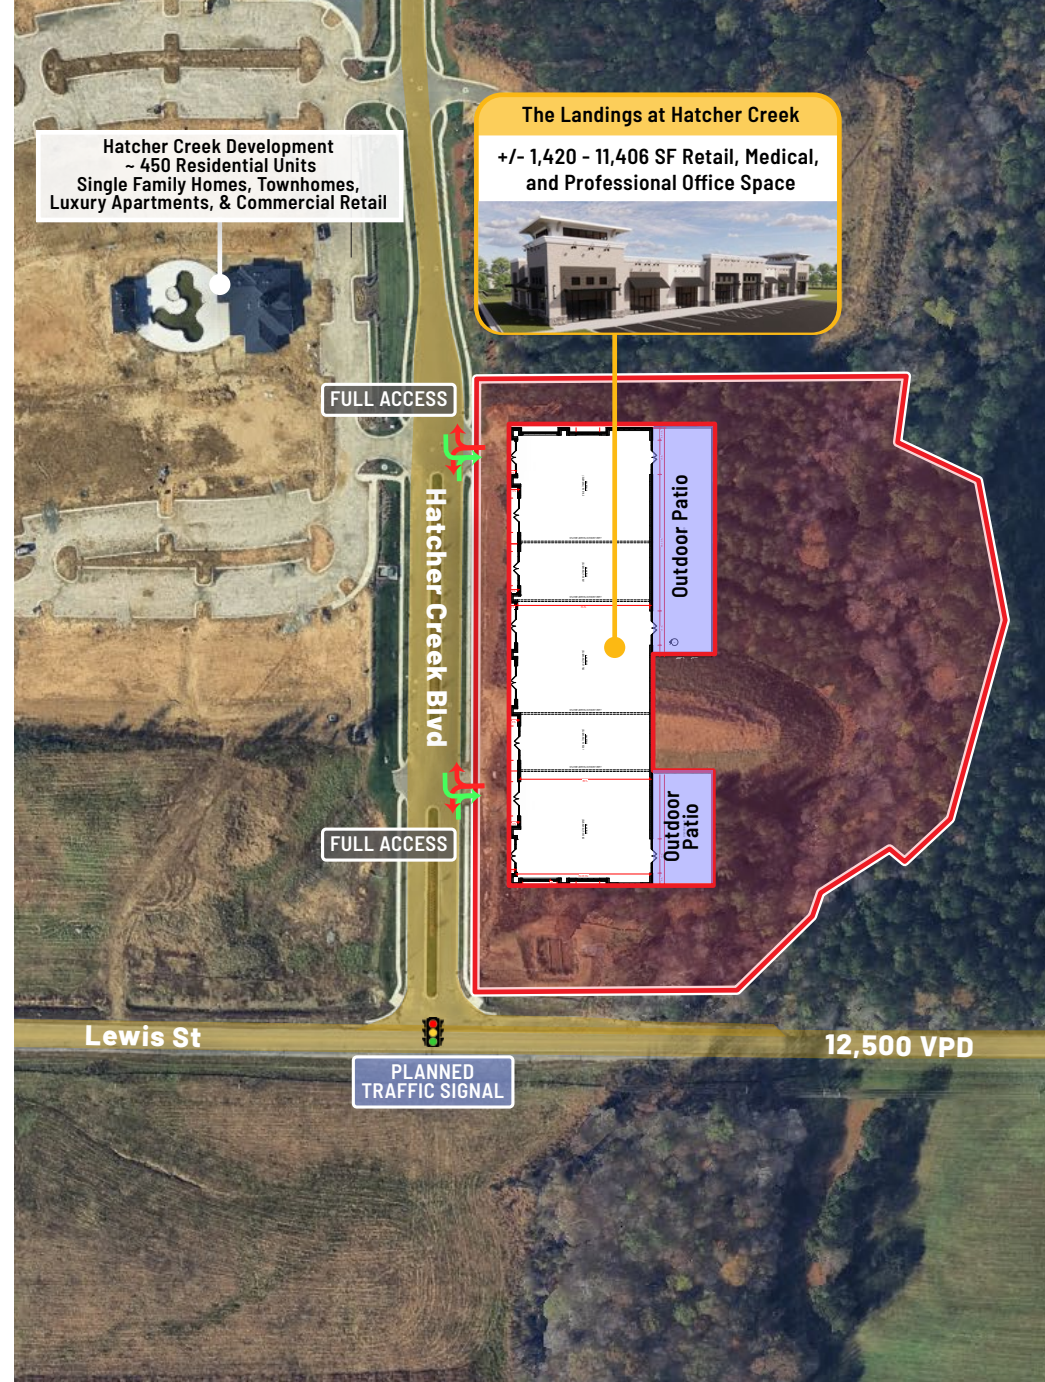 The Landings at Hatcher Creek
+/- 1,420 - 11,406 SF Retail, Medical,
and Professional Office Space
Hatcher Creek Development
~ 450 Residential Units
Single Family Homes, Townhomes,
Luxury Apartments, & Commercial Retail
FULL ACCESS
Hatcher Creek Blvd
Outdoor Patio
Outdoor
Patio
FULL ACCESS
Lewis St
12,500 VPD
PLANNED
TRAFFIC SIGNAL